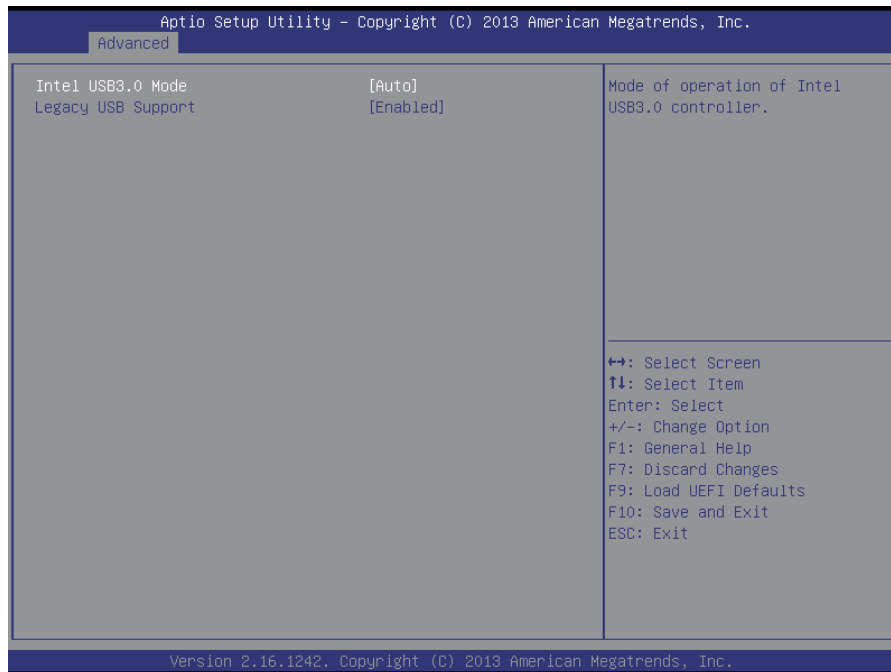 Aptio Setup Utility – Copyright (C) 2013 American Megatrends, Inc.
Advanced
Intel USB3.0 Mode [Auto]
Legacy USB Support [Enabled]
Mode of operation of Intel
USB3.0 controller.
↔: Select Screen
↑↓: Select Item
Enter: Select
+/-: Change Option
F1: General Help
F7: Discard Changes
F9: Load UEFI Defaults
F10: Save and Exit
ESC: Exit
Version 2.16.1242. Copyright (C) 2013 American Megatrends, Inc.